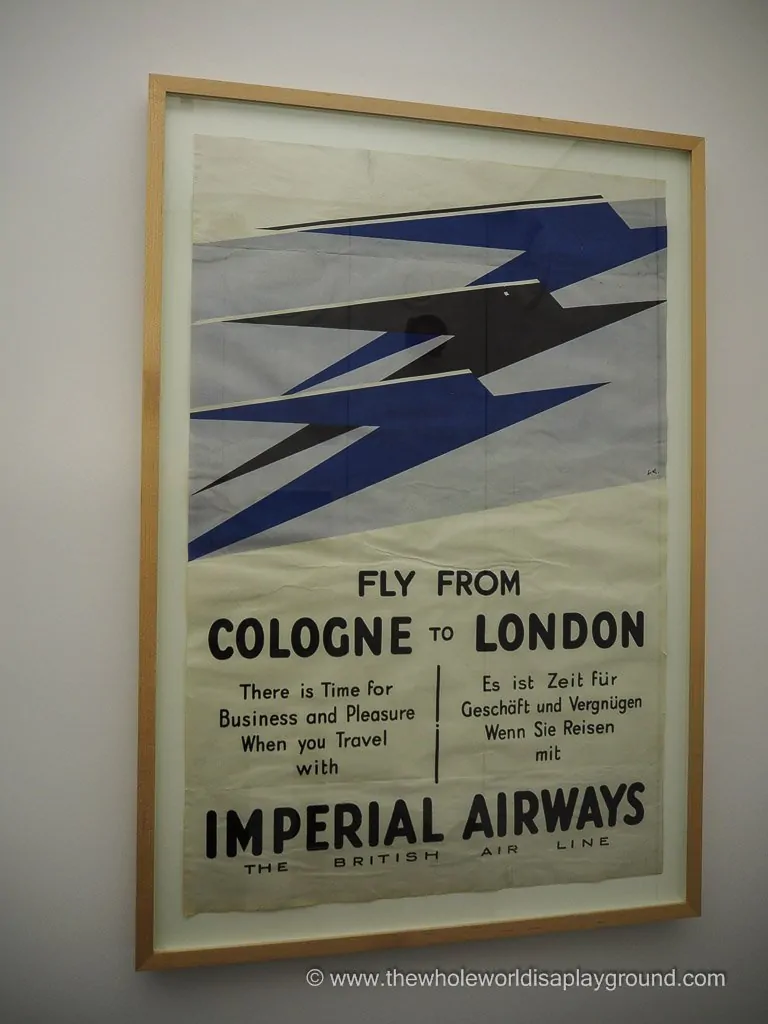 FLY FROM
COLOGNE TO LONDON
There is Time for
Business and Pleasure
When you Travel
with
Es ist Zeit für
Geschäft und Vergnügen
Wenn Sie Reisen
mit
IMPERIAL AIRWAYS
THE BRITISH AIR LINE
© www.thewholeworldisaplayground.com